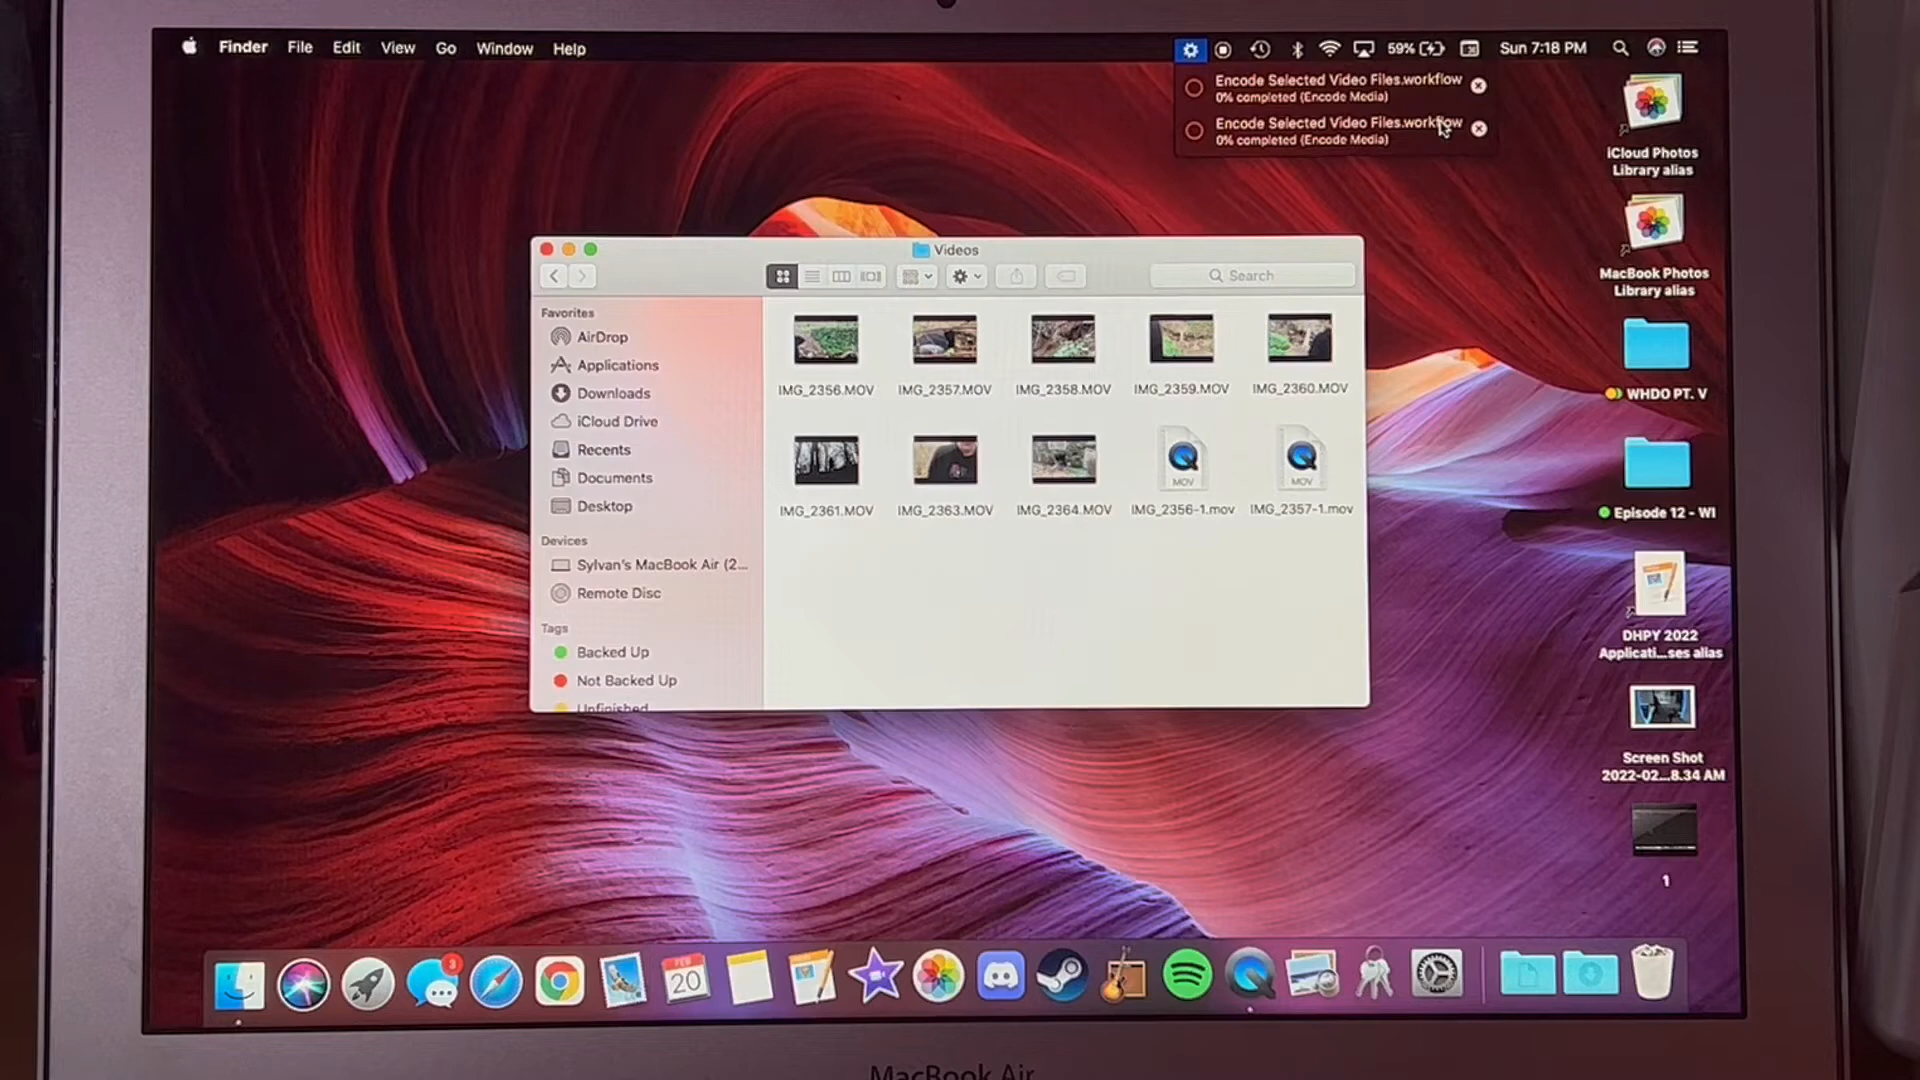 Finder File Edit View Go Window Help
59% Sun 7:18 PM
Encode Selected Video Files.workflow
0% completed (Encode Media)
Encode Selected Video Files.workflow
0% completed (Encode Media)
iCloud Photos
Library alias
MacBook Photos
Library alias
WHDO PT. V
Episode 12 - WI
DHPY 2022
Applicati...ses alias
Screen Shot
2022-02...8.34 AM
1
Videos
Search
Favorites
AirDrop
Applications
Downloads
iCloud Drive
Recents
Documents
Desktop
Devices
Sylvan's MacBook Air (2...
Remote Disc
Tags
Backed Up
Not Backed Up
Unfinished
IMG_2356.MOV IMG_2357.MOV IMG_2358.MOV IMG_2359.MOV IMG_2360.MOV
MOV MOV
IMG_2361.MOV IMG_2363.MOV IMG_2364.MOV IMG_2356-1.mov IMG_2357-1.mov
3
FEB
20
MacBook Air